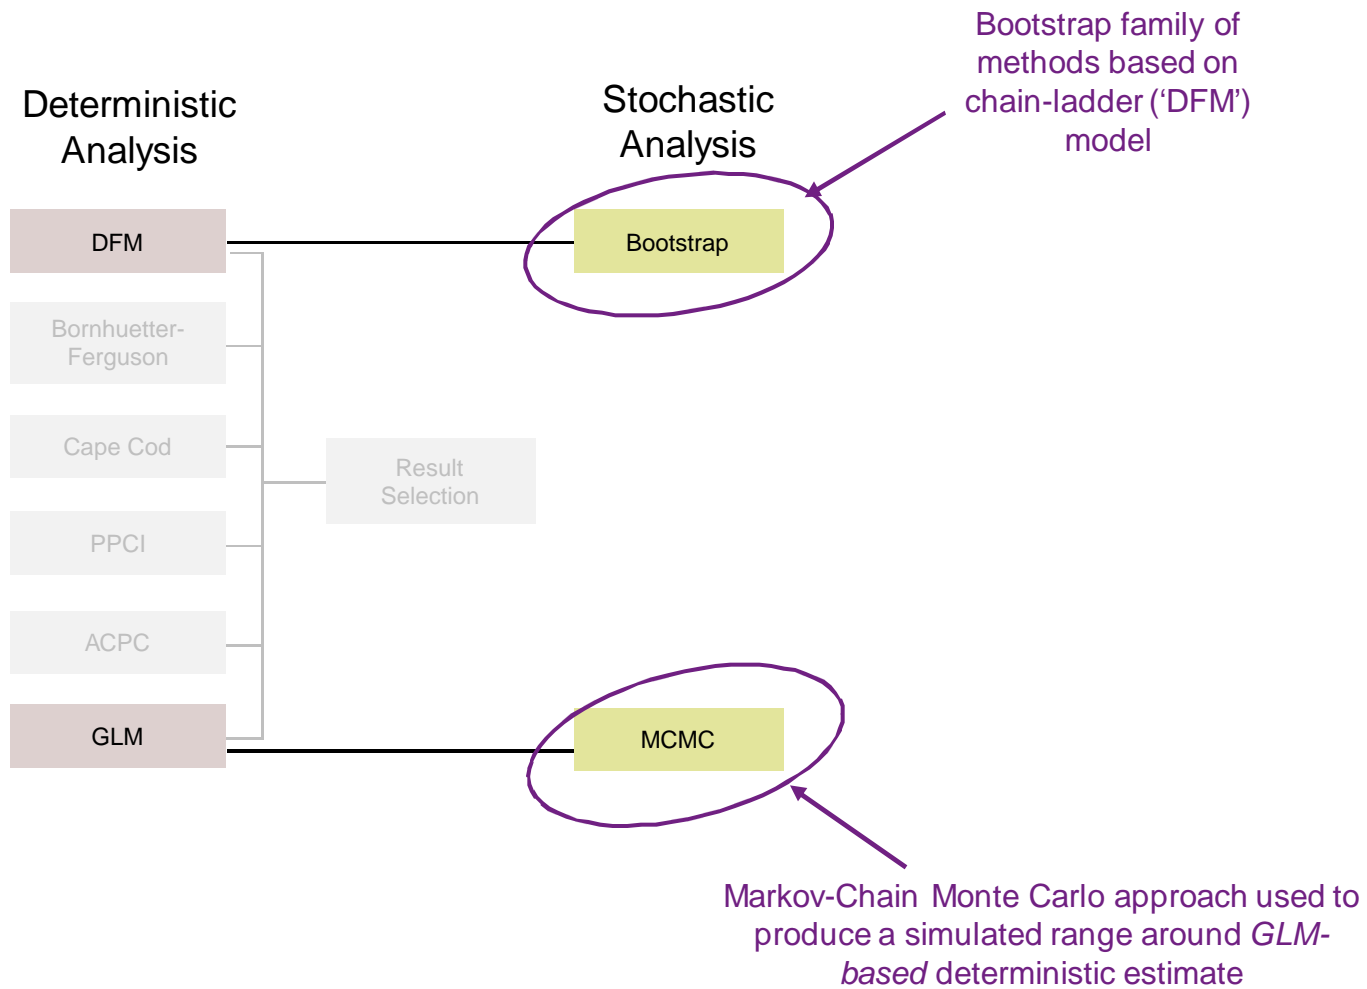 Bootstrap family of
methods based on
chain-ladder (‘DFM’)
model
Deterministic
Analysis
Stochastic
Analysis
DFM
Bootstrap
Bornhuetter-
Ferguson
Cape Cod
Result
Selection
PPCI
ACPC
GLM
MCMC
Markov-Chain Monte Carlo approach used to
produce a simulated range around GLM-
based deterministic estimate